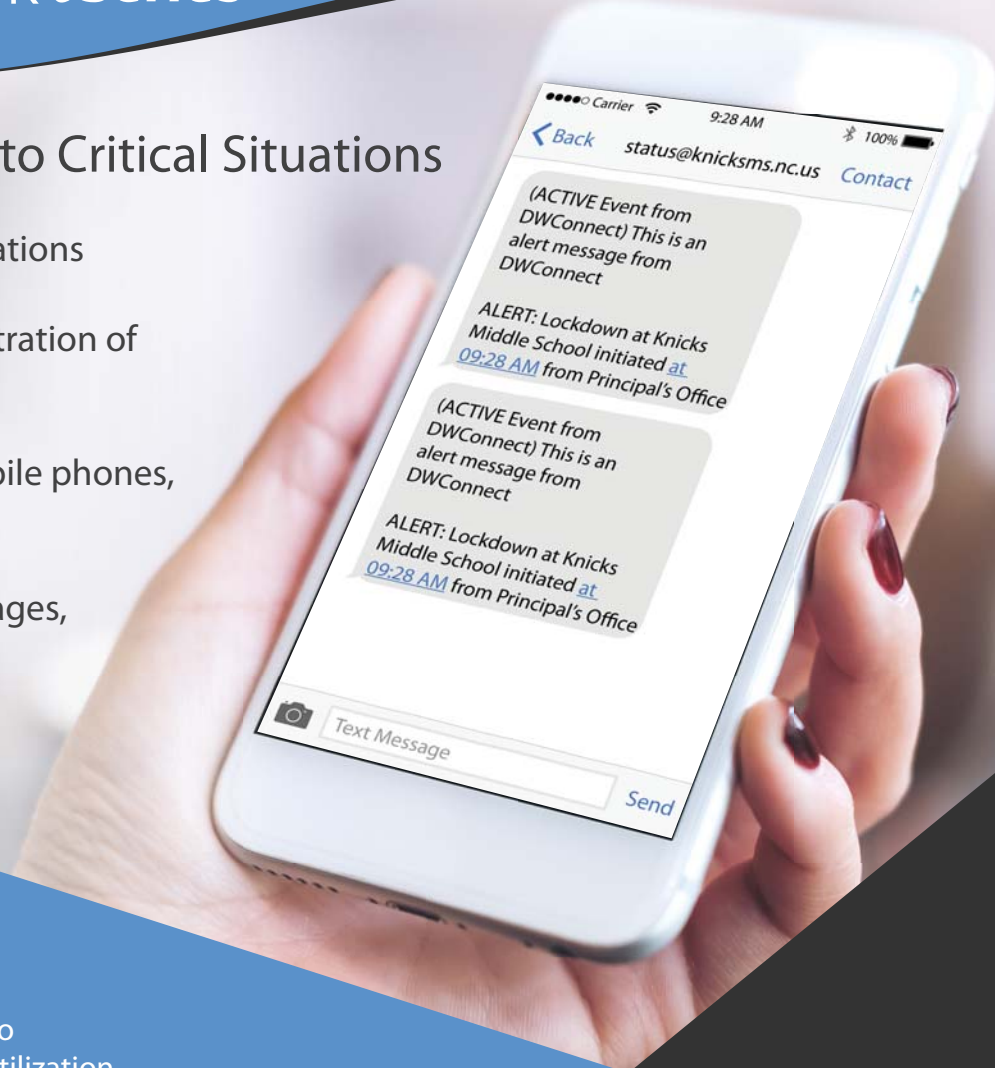 to Critical Situations
ations
tration of
bile phones,
ages,
Carrier 9:28 AM 100%
Back status@knicksms.nc.us Contact
(ACTIVE Event from
DWConnect) This is an
alert message from
DWConnect
ALERT: Lockdown at Knicks
Middle School initiated at
09:28 AM from Principal's Office
(ACTIVE Event from
DWConnect) This is an
alert message from
DWConnect
ALERT: Lockdown at Knicks
Middle School initiated at
09:28 AM from Principal's Office
Text Message
Send